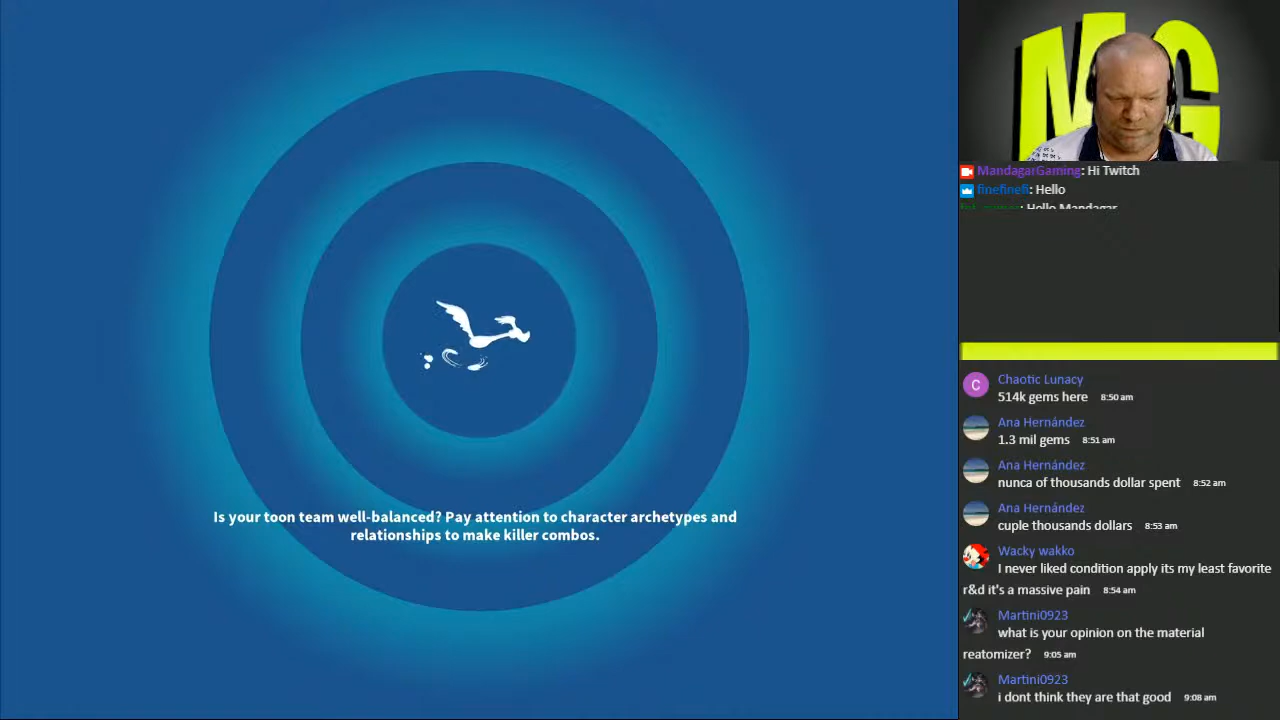 Is your toon team well-balanced? Pay attention to character archetypes and
relationships to make killer combos.
MG
MandagarGaming: Hi Twitch
finefinefi: Hello
: Hello Mandagar
C
Chaotic Lunacy
514k gems here 8:50 am
Ana Hernández
1.3 mil gems 8:51 am
Ana Hernández
nunca of thousands dollar spent 8:52 am
Ana Hernández
cuple thousands dollars 8:53 am
Wacky wakko
I never liked condition apply its my least favorite
r&d it's a massive pain 8:54 am
Martini0923
what is your opinion on the material
reatomizer? 9:05 am
Martini0923
i dont think they are that good 9:08 am